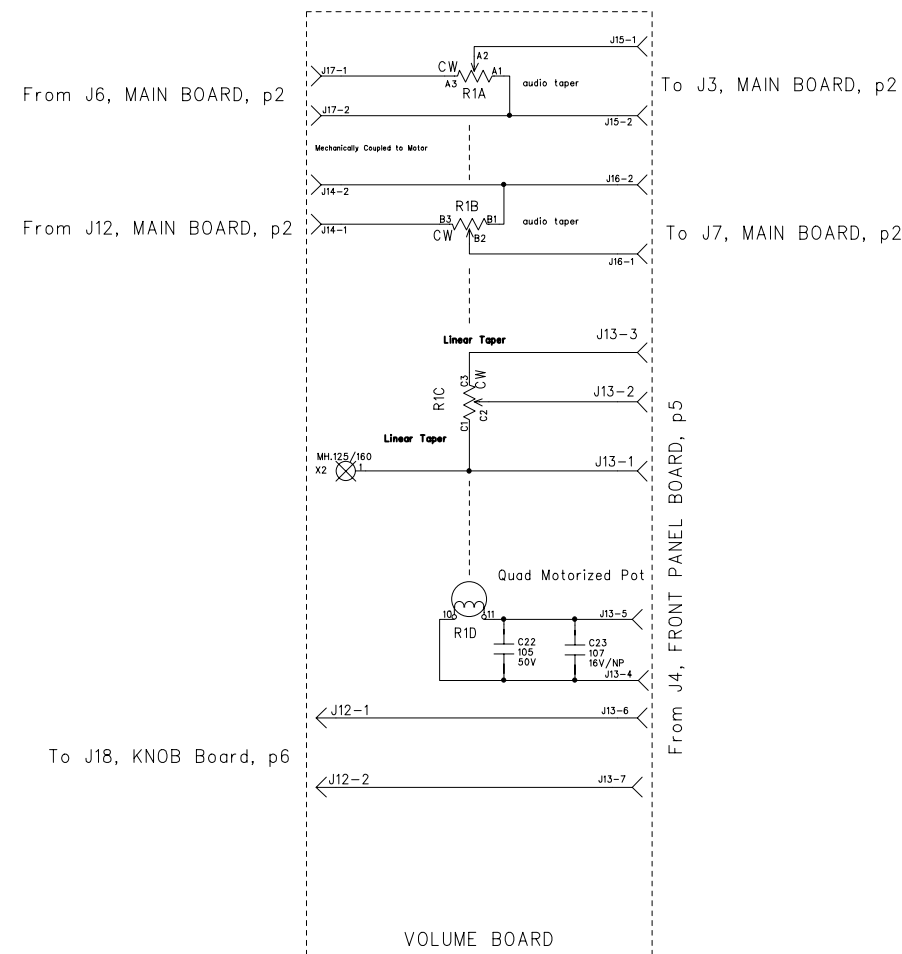 J15-1
A2
CW
J17-1
A3
A1
R1A
audio taper
From J6, MAIN BOARD, p2
To J3, MAIN BOARD, p2
J17-2
J15-2
Mechanically Coupled to Motor
J14-2
J16-2
R1B
B3
B1
audio taper
From J12, MAIN BOARD, p2
J14-1
CW
B2
To J7, MAIN BOARD, p2
J16-1
J13-3
Linear Taper
C3
CW
R1C
J13-2
C2
C1
Linear Taper
MH.125/160
X2
1
J13-1
From J4, FRONT PANEL BOARD, p5
Quad Motorized Pot
10
11
J13-5
R1D
C22
105
50V
C23
107
16V/NP
J13-4
J12-1
J13-6
To J18, KNOB Board, p6
J12-2
J13-7
VOLUME BOARD